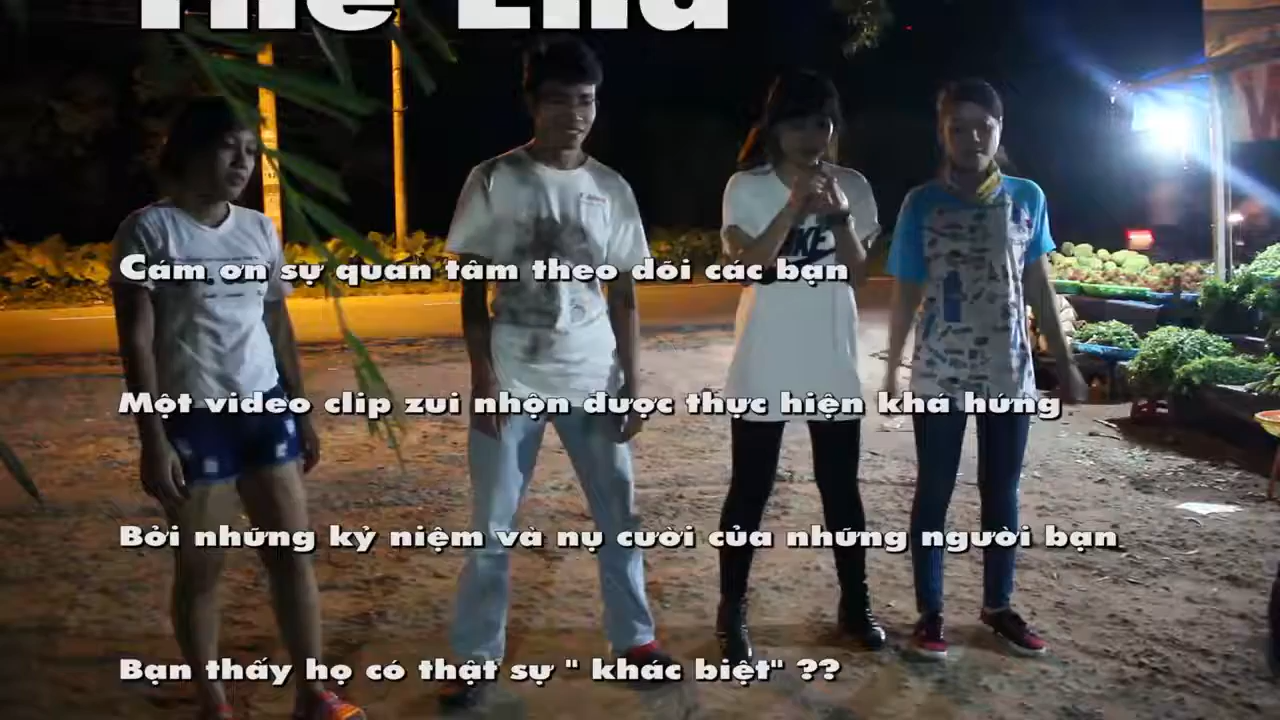 The End
Cám ơn sự quan tâm theo dõi các bạn
Một video clip zui nhộn được thực hiện khá hứng
Bởi những kỷ niệm và nụ cười của những người bạn
Bạn thấy họ có thật sự " khác biệt" ??